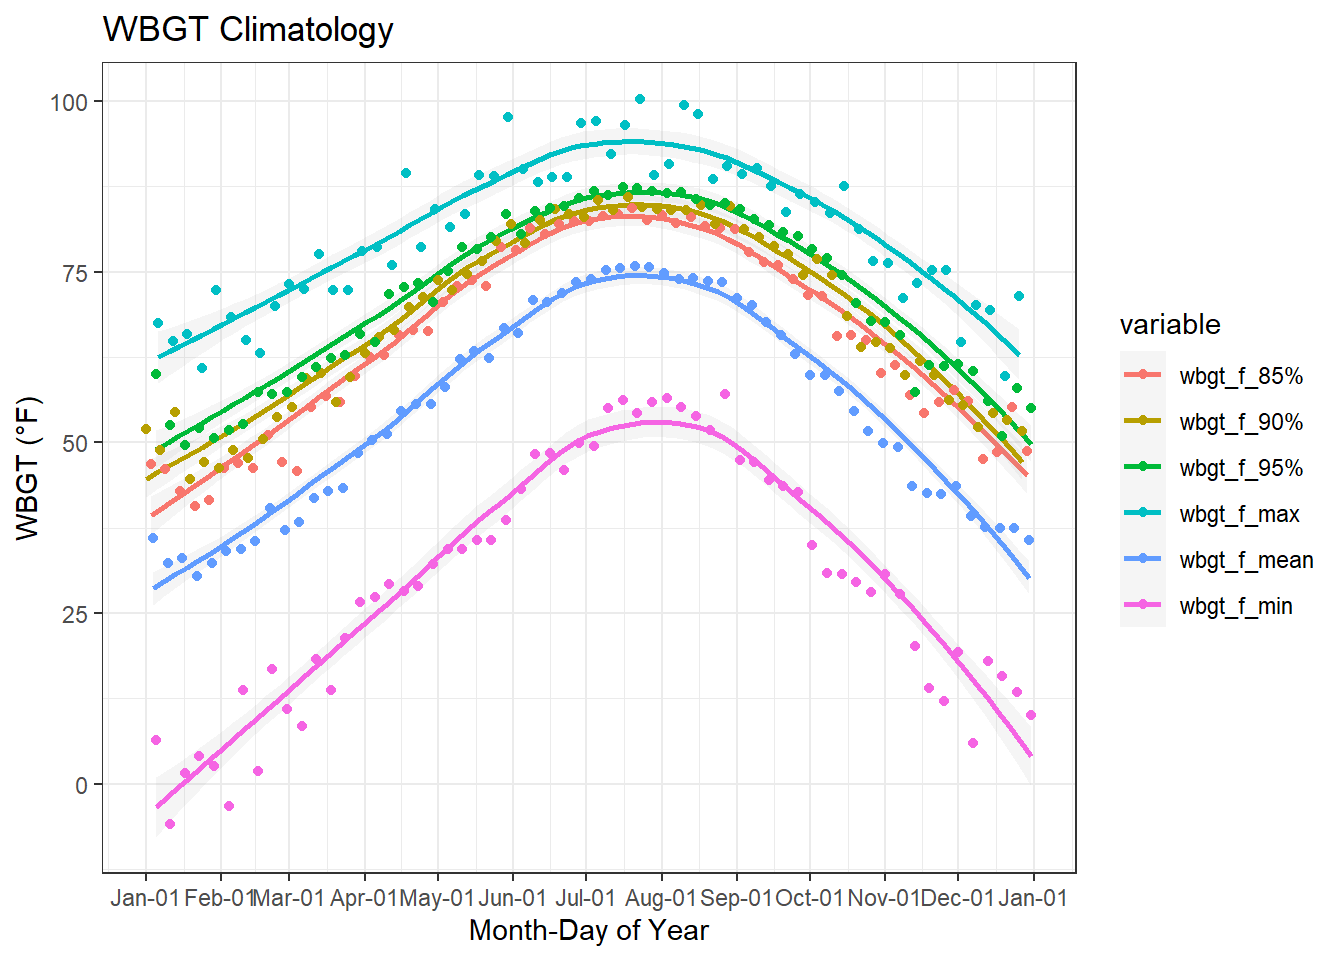 WBGT Climatology
WBGT (°F)
100
75
50
25
0
Jan-01 Feb-01 Mar-01 Apr-01 May-01 Jun-01 Jul-01 Aug-01 Sep-01 Oct-01 Nov-01 Dec-01 Jan-01
Month-Day of Year
variable
wbgt_f_85%
wbgt_f_90%
wbgt_f_95%
wbgt_f_max
wbgt_f_mean
wbgt_f_min